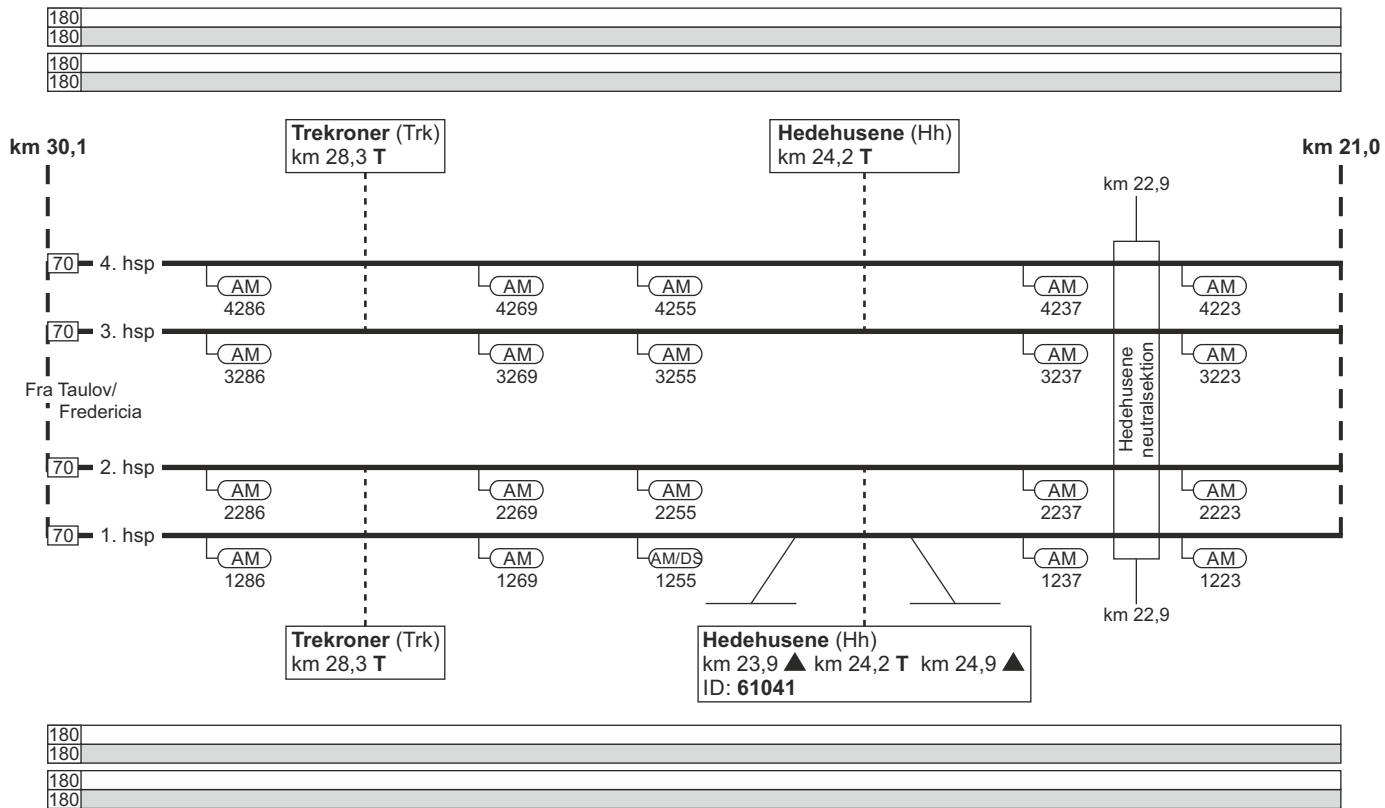 180
180
180
180
Trekroner (Trk)
km 28,3 T
Hedehusene (Hh)
km 24,2 T
km 30,1
km 21,0
km 22,9
70 4. hsp
AM AM AM AM AM
4286 4269 4255 4237 4223
70 3. hsp
AM AM AM AM AM
3286 3269 3255 3237 3223
Fra Taulov/
Fredericia
Hedehusene
neutralsektion
70 2. hsp
AM AM AM AM AM
2286 2269 2255 2237 2223
70 1. hsp
AM AM AM/DS AM AM
1286 1269 1255 1237 1223
km 22,9
Trekroner (Trk)
km 28,3 T
Hedehusene (Hh)
km 23,9 ▲ km 24,2 T km 24,9 ▲
ID: 61041
180
180
180
180